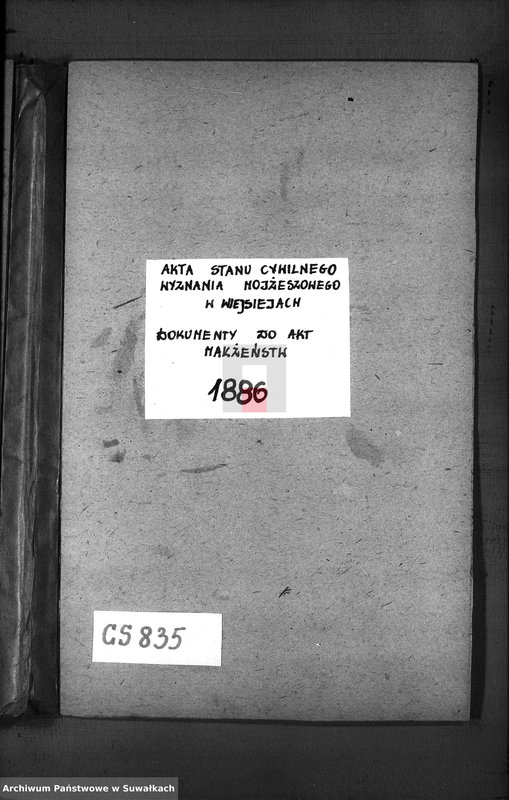 AKTA STANU CYWILNEGO
WYZNANIA MOJŻESZOWEGO
W WIEJSIEJACH
DOKUMENTY DO AKT
MAŁŻEŃSTW
1886
CS 835
Archiwum Państwowe w Suwałkach